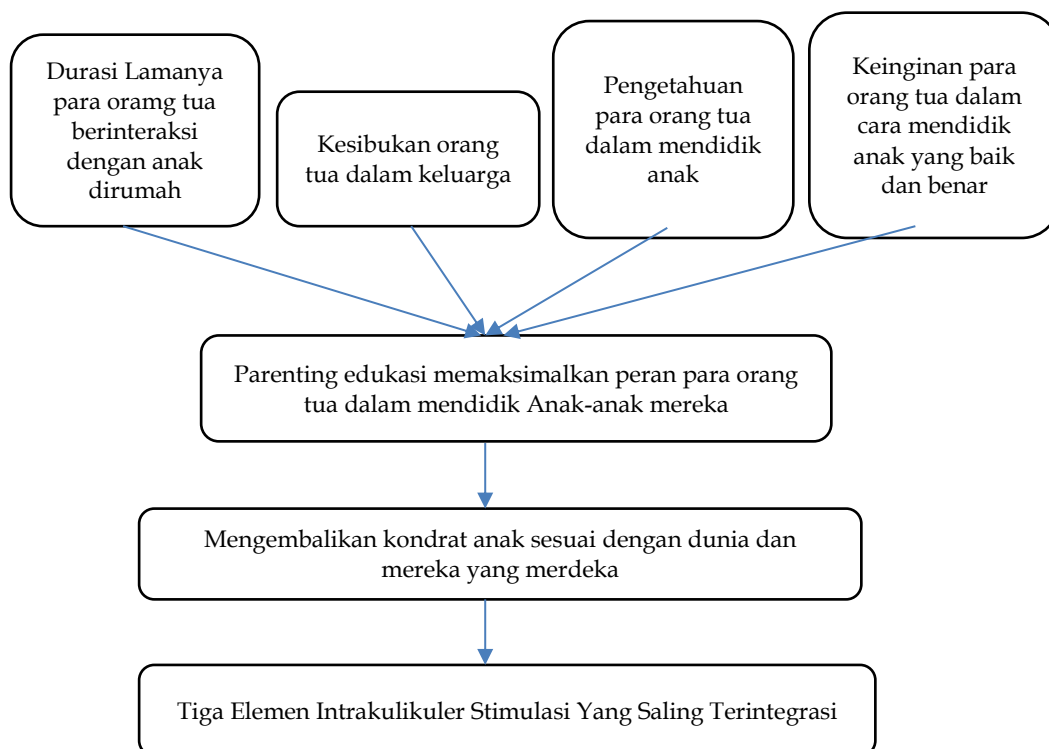 Durasi Lamanya
para oramg tua
berinteraksi
dengan anak
dirumah
Kesibukan orang
tua dalam keluarga
Pengetahuan
para orang tua
dalam mendidik
anak
Keinginan para
orang tua dalam
cara mendidik
anak yang baik
dan benar
Parenting edukasi memaksimalkan peran para orang
tua dalam mendidik Anak-anak mereka
Mengembalikan kondrat anak sesuai dengan dunia dan
mereka yang merdeka
Tiga Elemen Intrakulikuler Stimulasi Yang Saling Terintegrasi